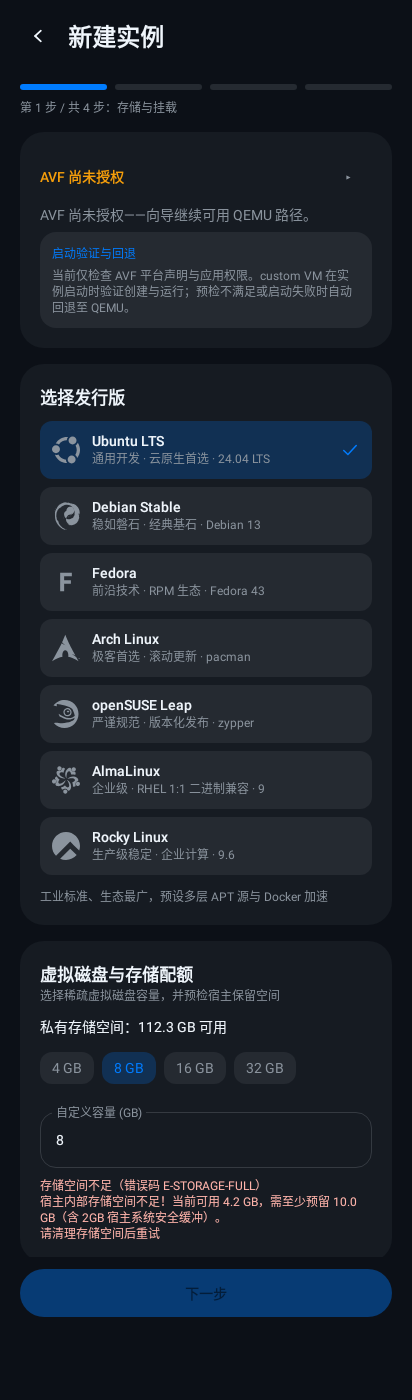 新建实例
第 1 步 / 共 4 步：存储与挂载
AVF 尚未授权
AVF 尚未授权——向导继续可用 QEMU 路径。
启动验证与回退
当前仅检查 AVF 平台声明与应用权限。custom VM 在实
例启动时验证创建与运行；预检不满足或启动失败时自动
回退至 QEMU。
选择发行版
Ubuntu LTS
通用开发 · 云原生首选 · 24.04 LTS
Debian Stable
稳如磐石 · 经典基石 · Debian 13
Fedora
前沿技术 · RPM 生态 · Fedora 43
Arch Linux
极客首选 · 滚动更新 · pacman
openSUSE Leap
严谨规范 · 版本化发布 · zypper
AlmaLinux
企业级 · RHEL 1:1 二进制兼容 · 9
Rocky Linux
生产级稳定 · 企业计算 · 9.6
工业标准、生态最广，预设多层 APT 源与 Docker 加速
虚拟磁盘与存储配额
选择稀疏虚拟磁盘容量，并预检宿主保留空间
私有存储空间：112.3 GB 可用
4 GB 8 GB 16 GB 32 GB
自定义容量 (GB)
8
存储空间不足（错误码 E-STORAGE-FULL）
宿主内部存储空间不足！当前可用 4.2 GB，需至少预留 10.0
GB（含 2GB 宿主系统安全缓冲）。
请清理存储空间后重试
下一步